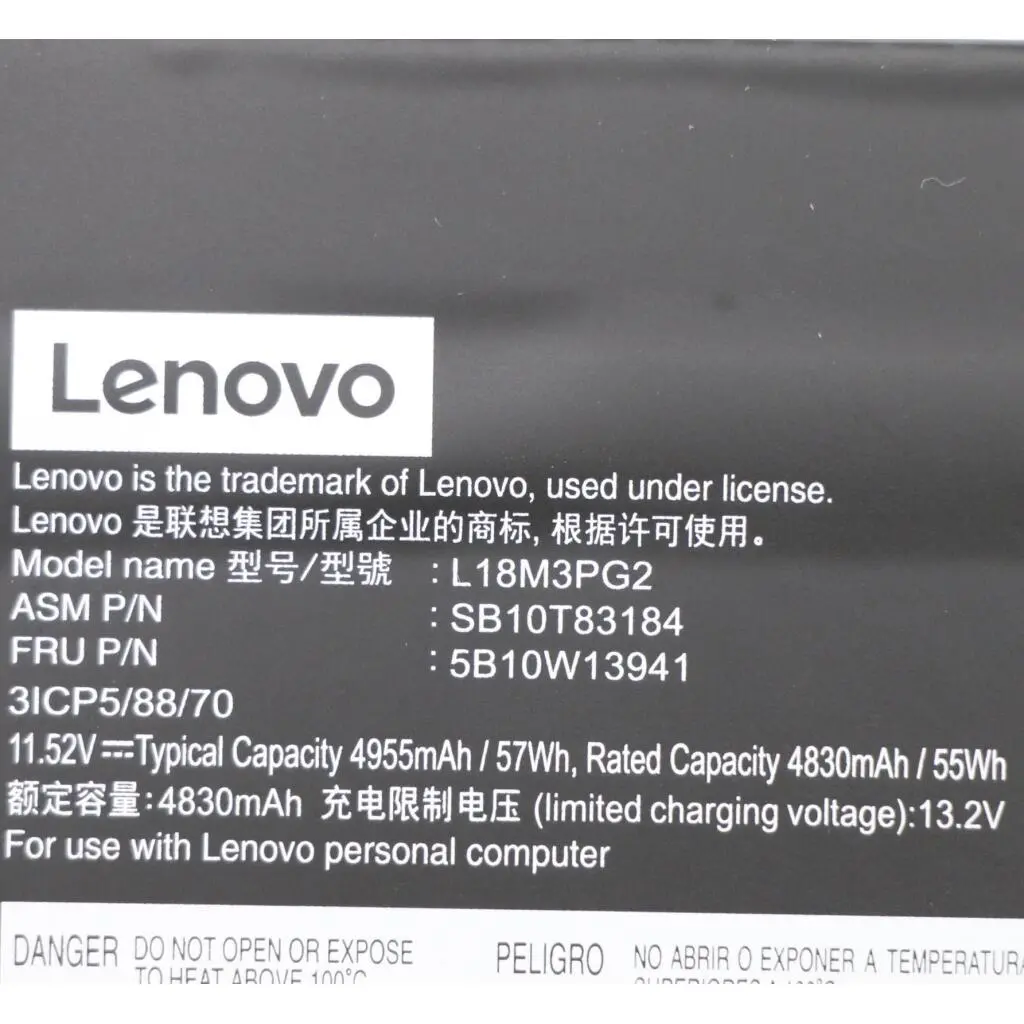 Lenovo
Lenovo is the trademark of Lenovo, used under license.
Lenovo 是联想集团所属企业的商标, 根据许可使用。
Model name 型号/型號 : L18M3PG2
ASM P/N : SB10T83184
FRU P/N : 5B10W13941
3ICP5/88/70
11.52V⎓Typical Capacity 4955mAh / 57Wh, Rated Capacity 4830mAh / 55Wh
额定容量:4830mAh 充电限制电压 (limited charging voltage):13.2V
For use with Lenovo personal computer
DANGER DO NOT OPEN OR EXPOSE
TO HEAT ABOVE 100°C
PELIGRO NO ABRIR O EXPONER A TEMPERATURA